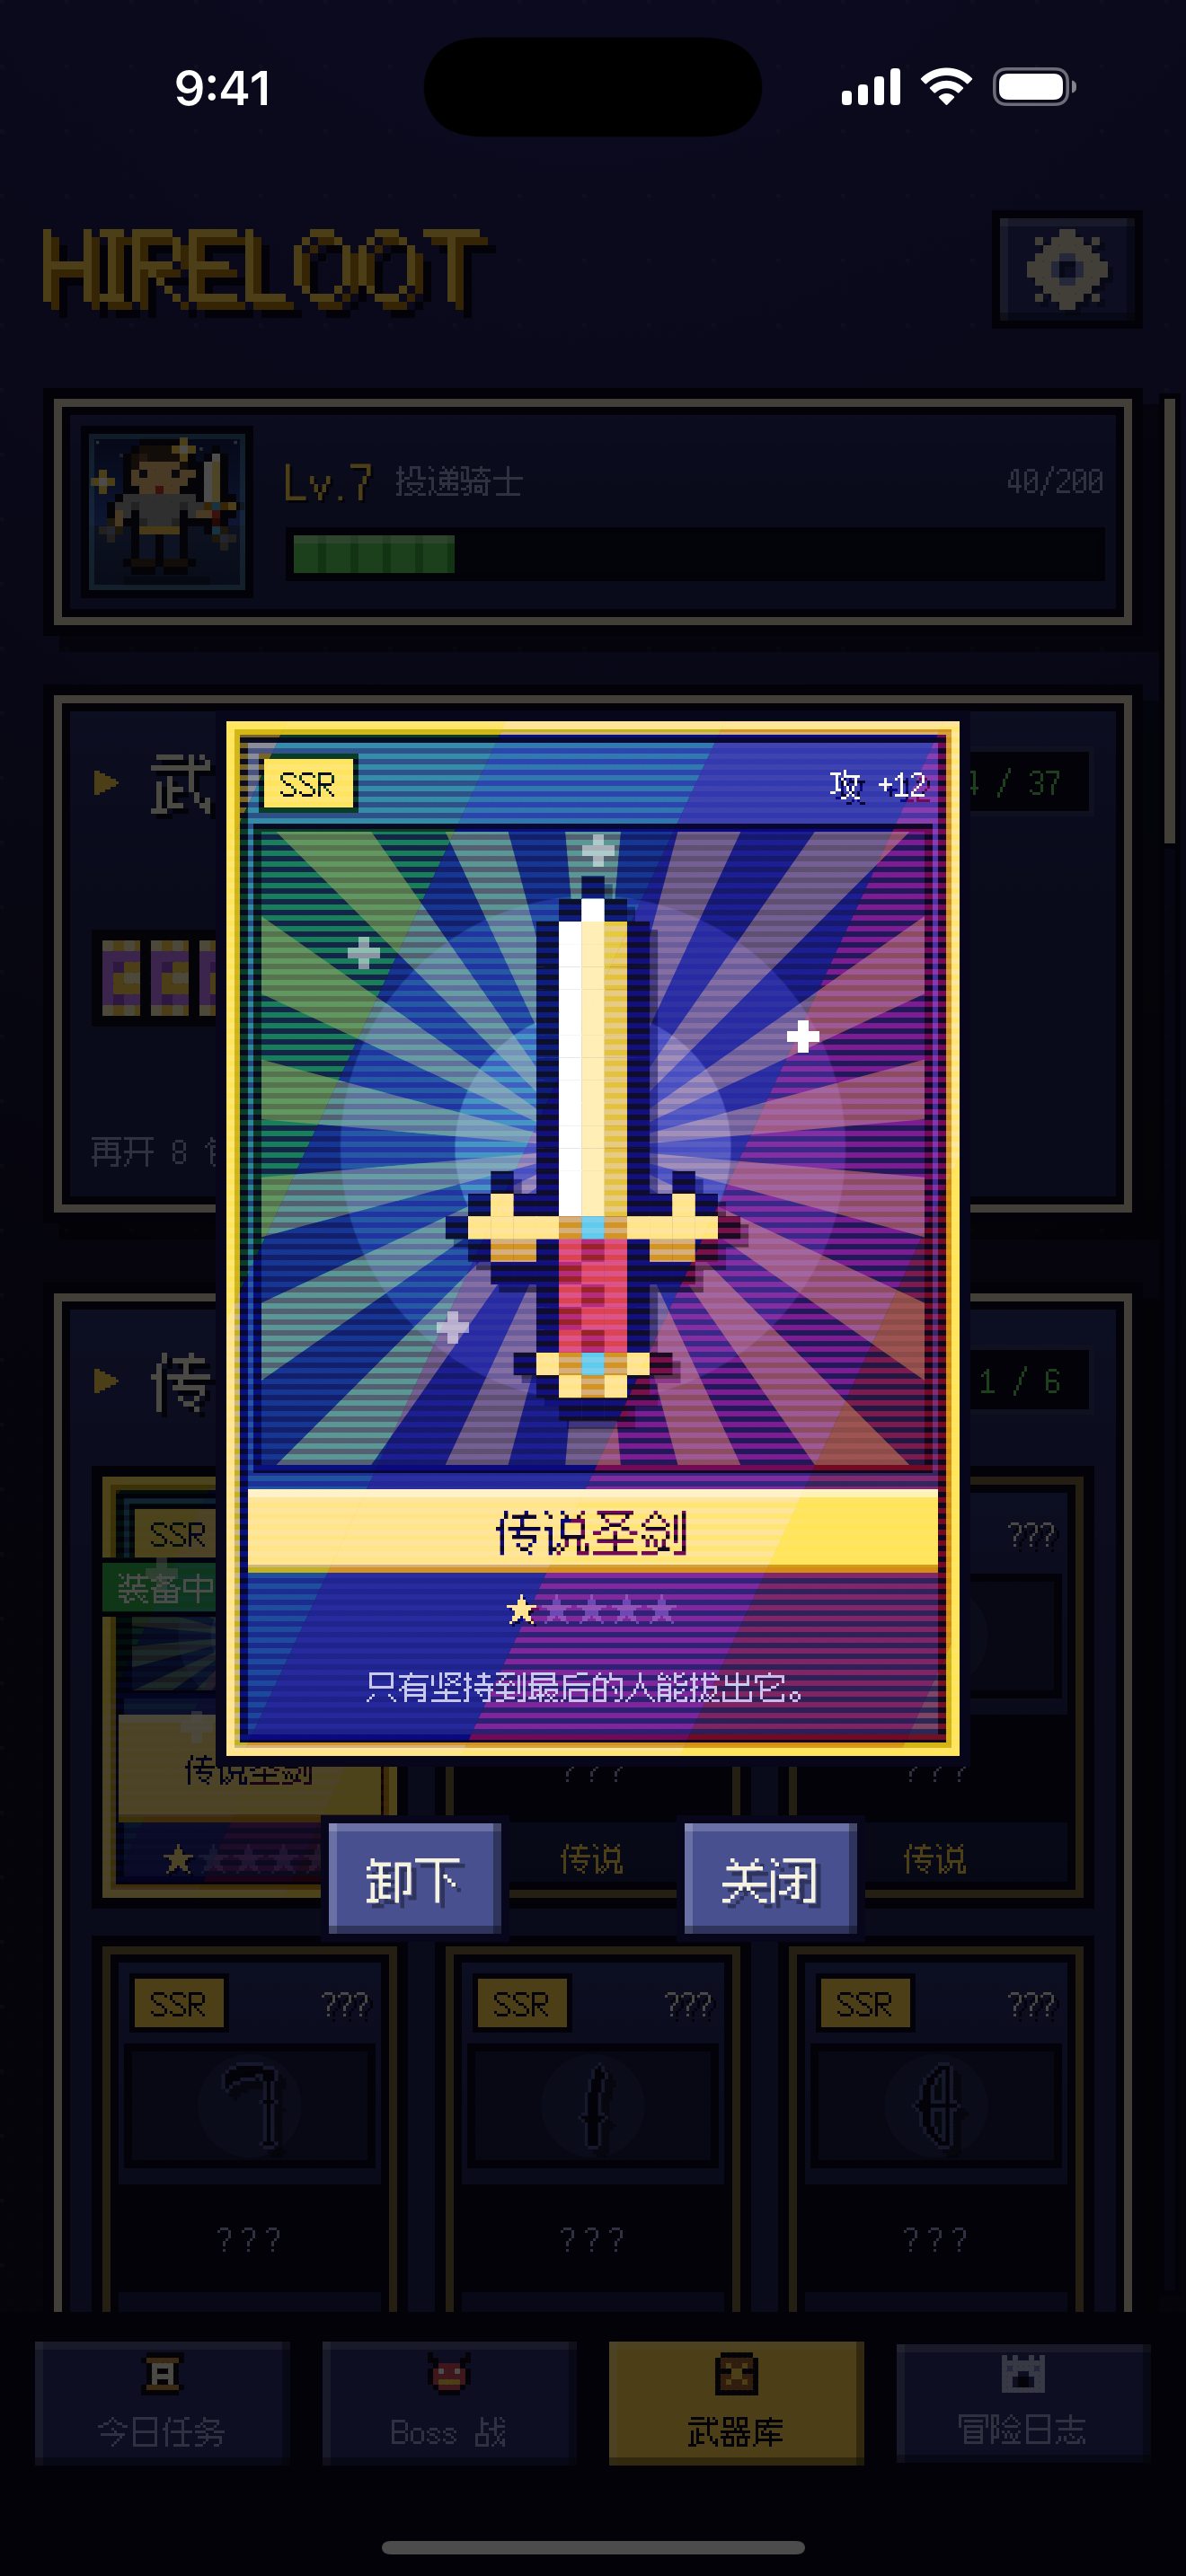 9:41
HIRELOOT
Lv.7 投递骑士 40/200
武 4 / 37
SSR 攻 +12
再开 8
传说圣剑
只有坚持到最后的人能拔出它。
传 1 / 6
SSR ???
装备中
传说圣剑 ??? ???
传说 传说
卸下 关闭
SSR ??? SSR ??? SSR ???
??? ??? ???
今日任务 Boss 战 武器库 冒险日志